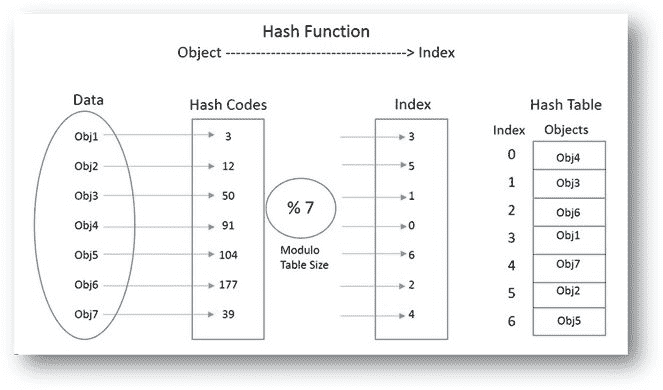 Hash Function
Object ----------------------------------> Index
Data
Hash Codes
Index
Hash Table
Index Objects
Obj1 3 3
Obj2 12 5
Obj3 50 1
Obj4 91 0
Obj5 104 6
Obj6 177 2
Obj7 39 4
% 7
Modulo
Table Size
0 Obj4
1 Obj3
2 Obj6
3 Obj1
4 Obj7
5 Obj2
6 Obj5